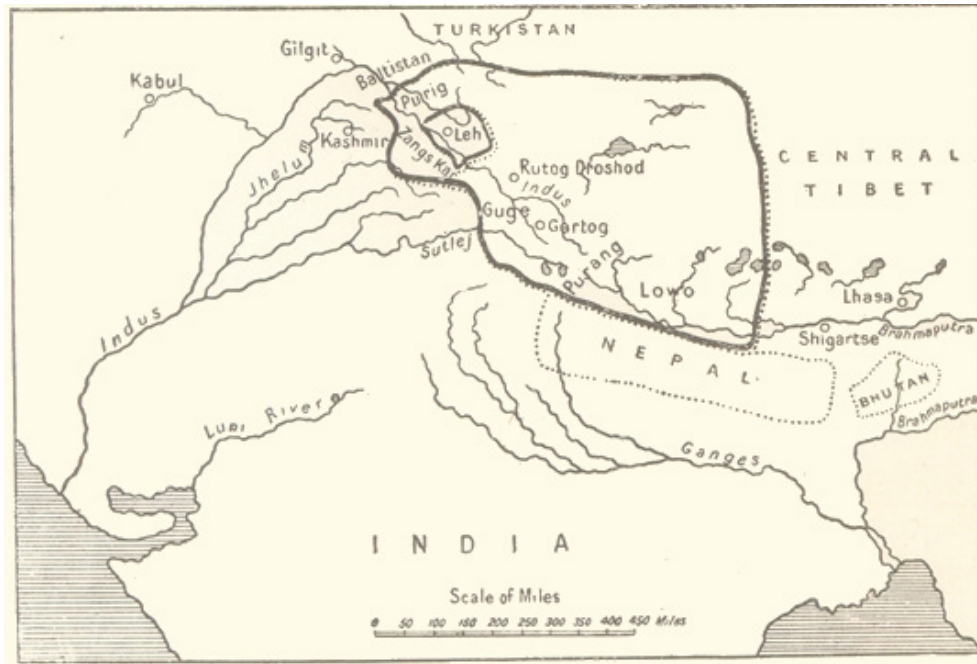 TURKISTAN
Gilgit
Baltistan
Kabul
Purig
Leh
Kashmir
Zangs Kar
Jhelum
Rutog Droshod
CENTRAL
TIBET
Indus
Guge
Gartog
Sutlej
Purang
Lowo
Lhasa
Indus
Shigartse
Brahmaputra
NEPAL
BHUTAN
Brahmaputra
Luni River
Ganges
INDIA
Scale of Miles
0 50 100 150 200 250 300 350 400 450 Miles